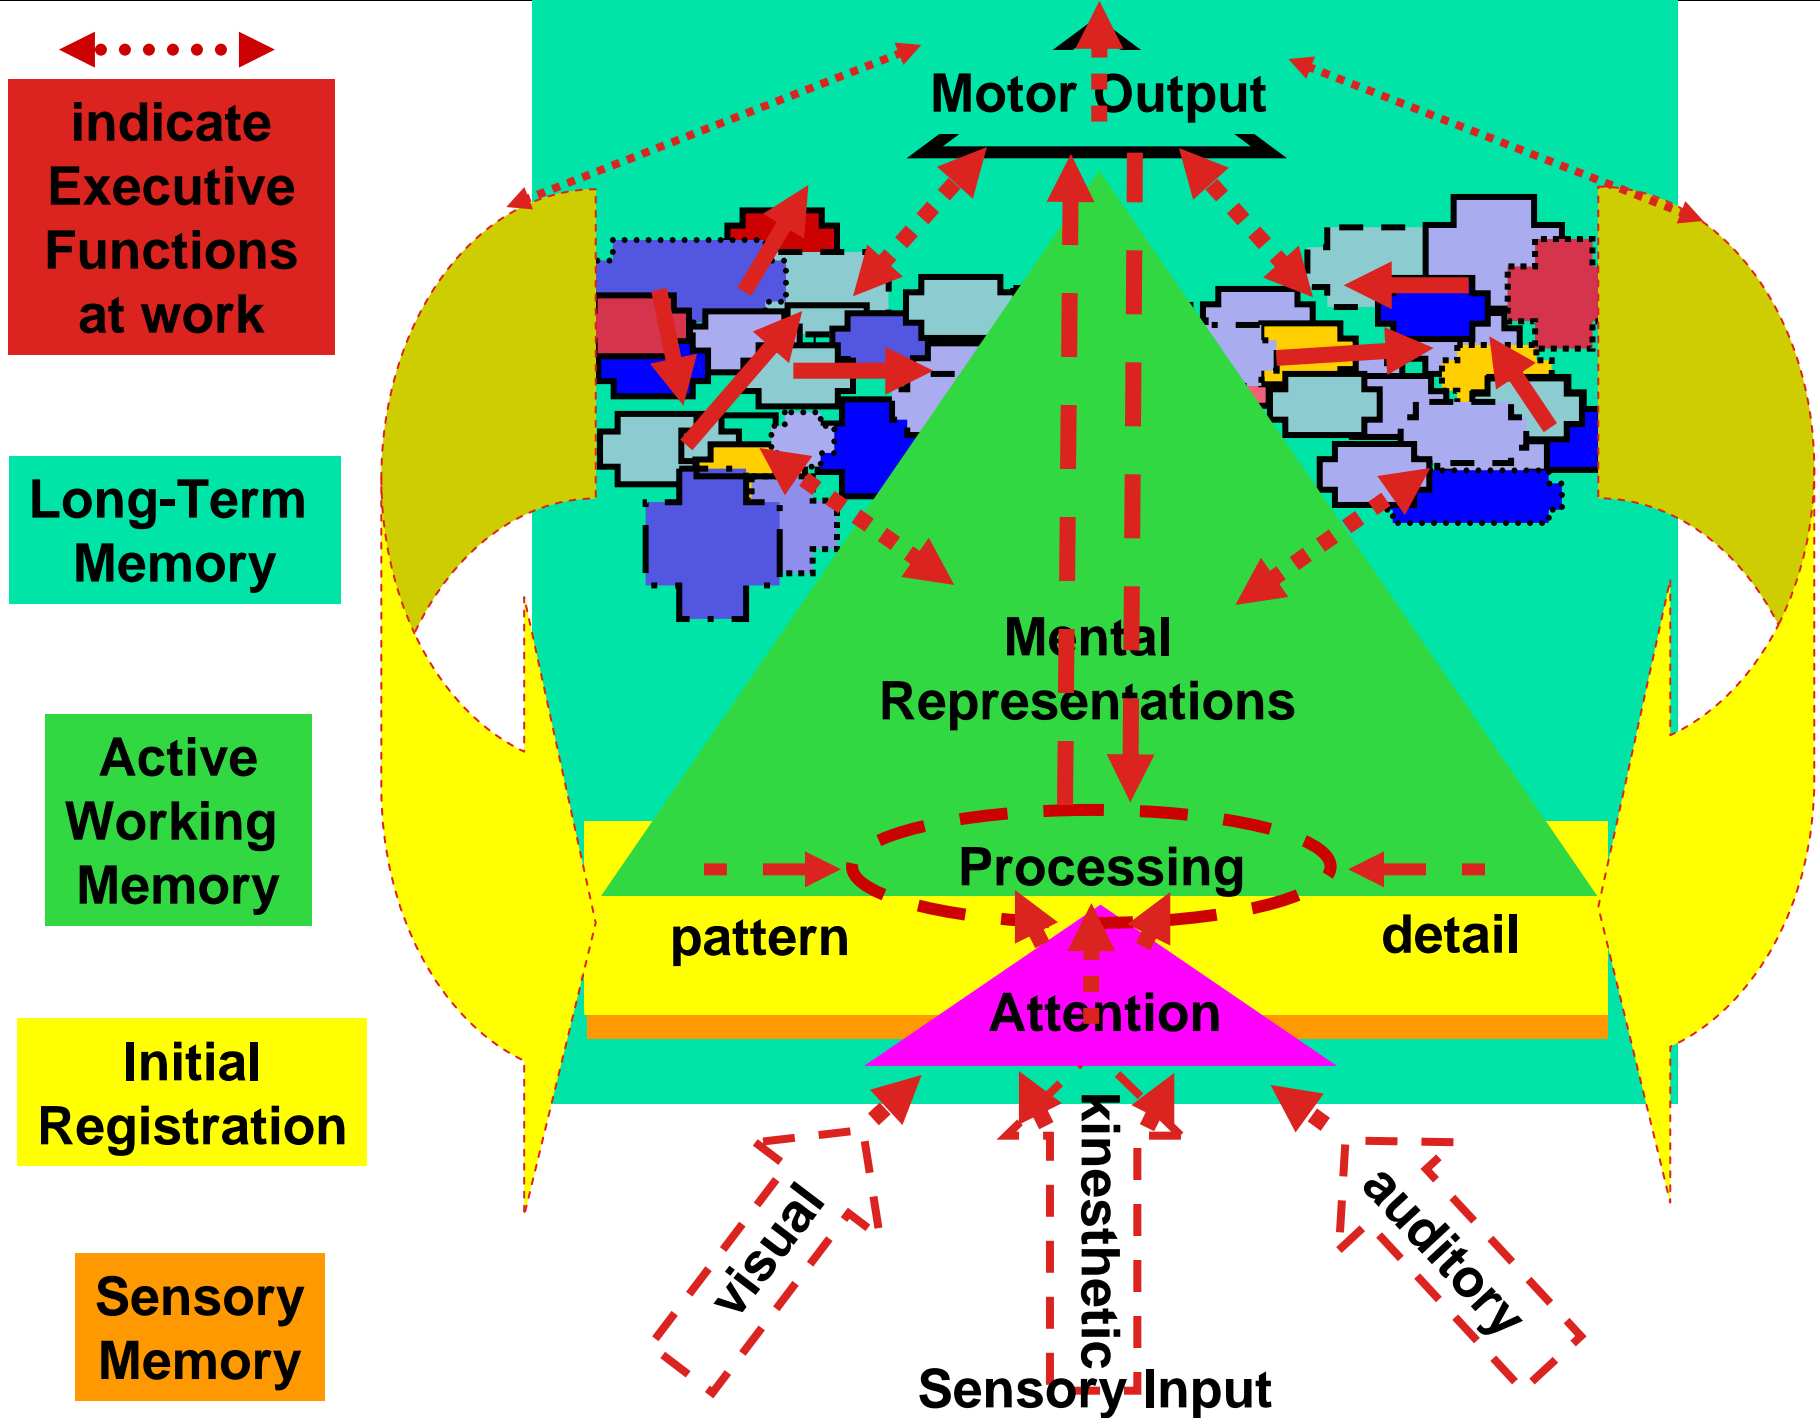 indicate
Executive
Functions
at work
Long-Term
Memory
Active
Working
Memory
Initial
Registration
Sensory
Memory
Motor Output
Mental
Representations
Processing
pattern
detail
Attention
visual
kinesthetic
auditory
Sensory Input